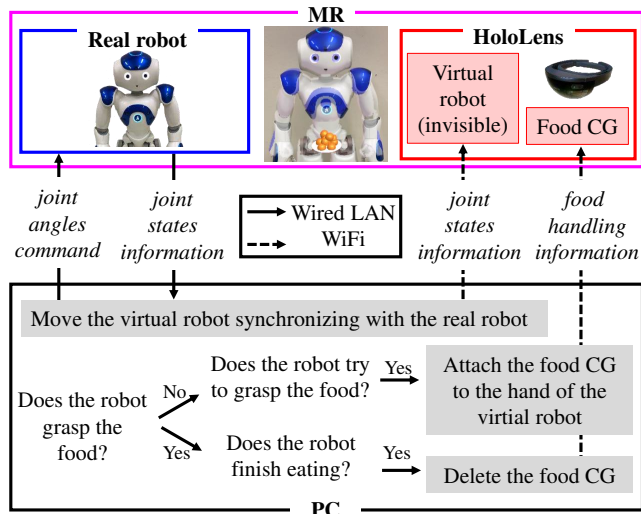 MR
Real robot
HoloLens
Virtual
robot
(invisible)
Food CG
joint
angles
command
joint
states
information
Wired LAN
WiFi
joint
states
information
food
handling
information
Move the virtual robot synchronizing with the real robot
Does the robot
grasp the
food?
No
Does the robot try
to grasp the food?
Yes
Attach the food CG
to the hand of the
virtial robot
Yes
Does the robot
finish eating?
Yes
Delete the food CG
PC